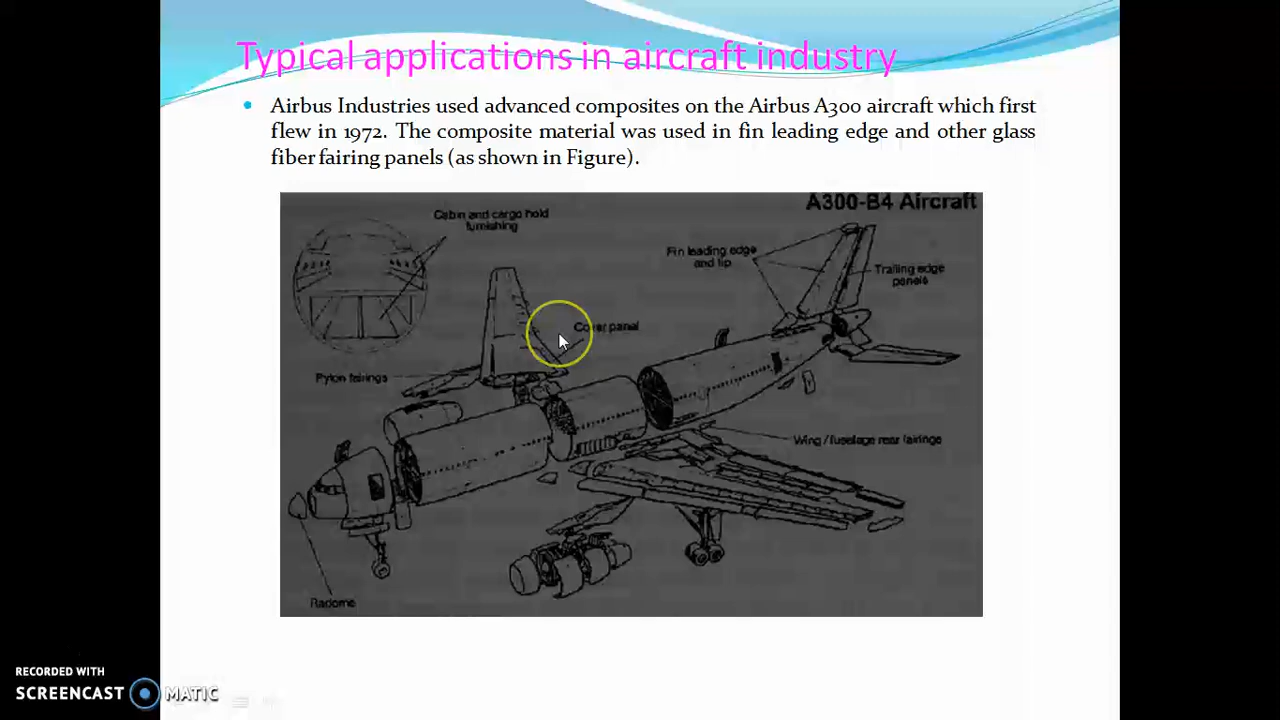 Typical applications in aircraft industry
Airbus Industries used advanced composites on the Airbus A300 aircraft which first
flew in 1972. The composite material was used in fin leading edge and other glass
fiber fairing panels (as shown in Figure).
A300-B4 Aircraft
Cabin and cargo hold
furnishing
Fin leading edge
and tip
Trailing edge
panels
Cover panel
Pylon fairings
Wing / fuselage rear fairings
Radome
RECORDED WITH
SCREENCAST MATIC